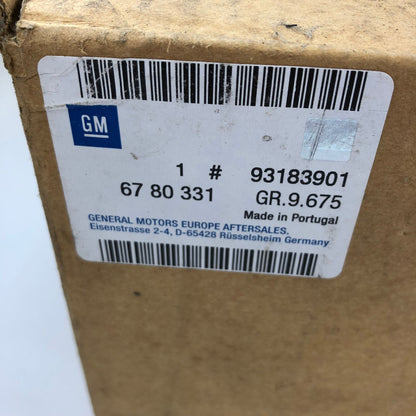 GM
1 # 93183901
67 80 331 GR.9.675
Made in Portugal
GENERAL MOTORS EUROPE AFTERSALES.
Eisenstrasse 2-4, D-65428 Rüsselsheim Germany